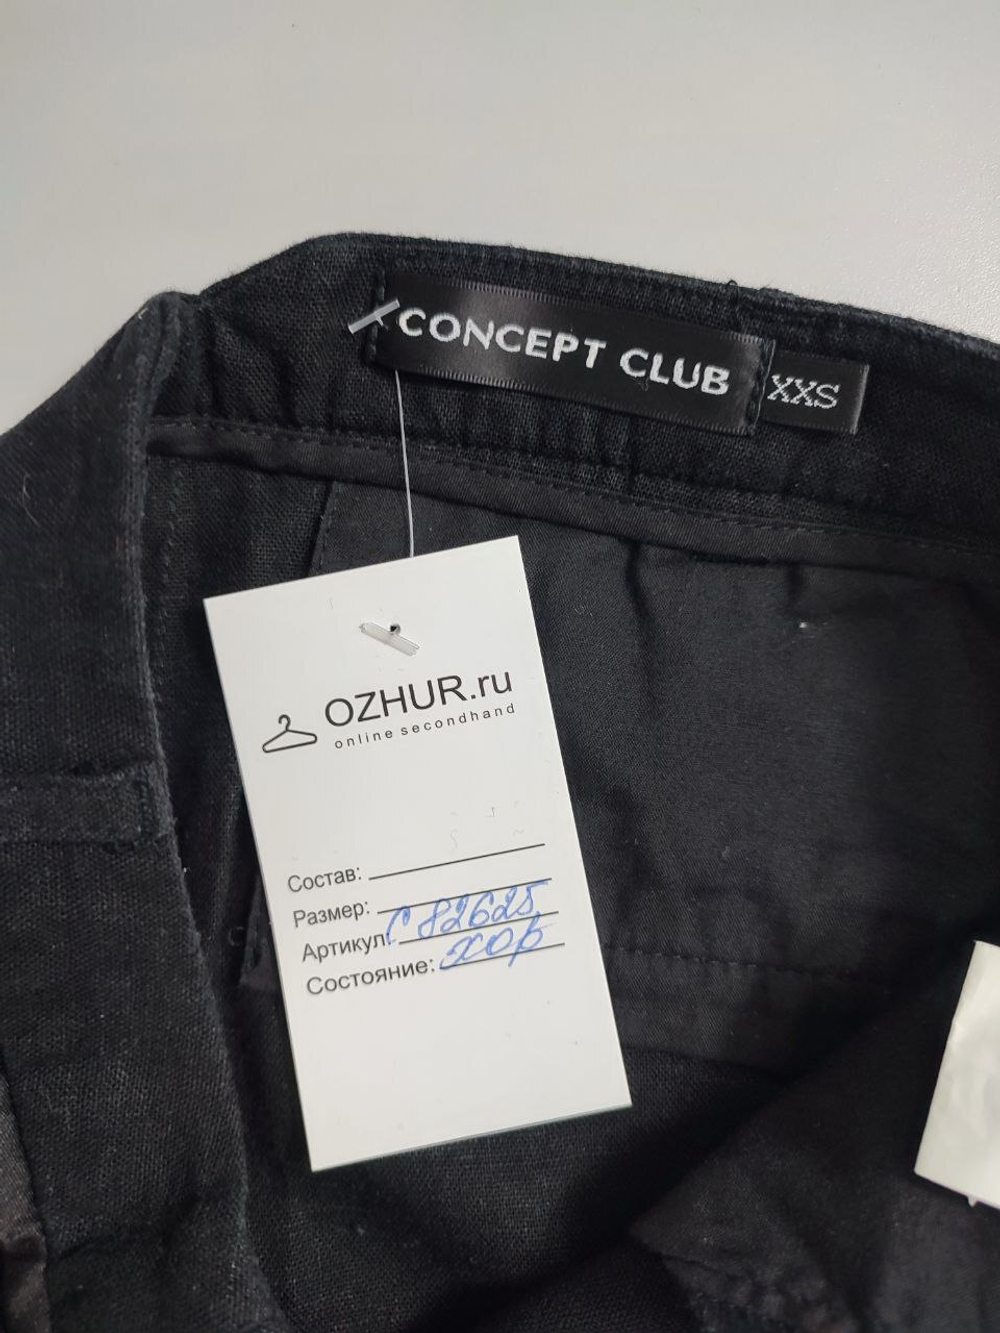 CONCEPT CLUB
XXS
OZHUR.ru
online secondhand
Состав:
Размер:
Артикул: С 82625
Состояние: хор